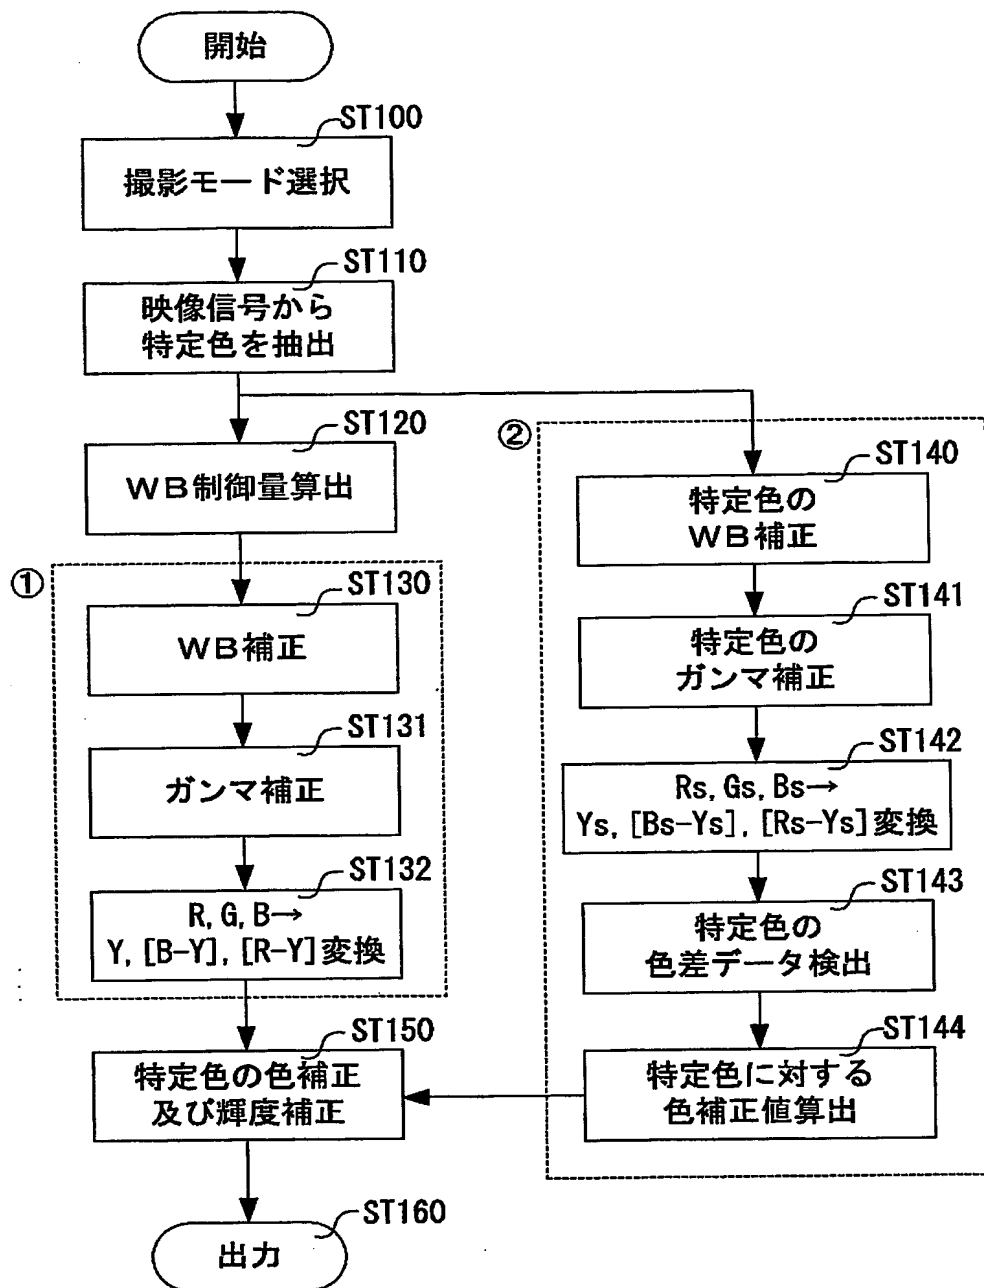 開始
ST100
撮影モード選択
ST110
映像信号から
特定色を抽出
ST120
WB制御量算出
①
ST130
WB補正
ST131
ガンマ補正
ST132
R, G, B→
Y, [B-Y], [R-Y]変換
②
ST140
特定色の
WB補正
ST141
特定色の
ガンマ補正
ST142
Rs, Gs, Bs→
Ys, [Bs-Ys], [Rs-Ys]変換
ST143
特定色の
色差データ検出
ST144
特定色に対する
色補正値算出
ST150
特定色の色補正
及び輝度補正
ST160
出力